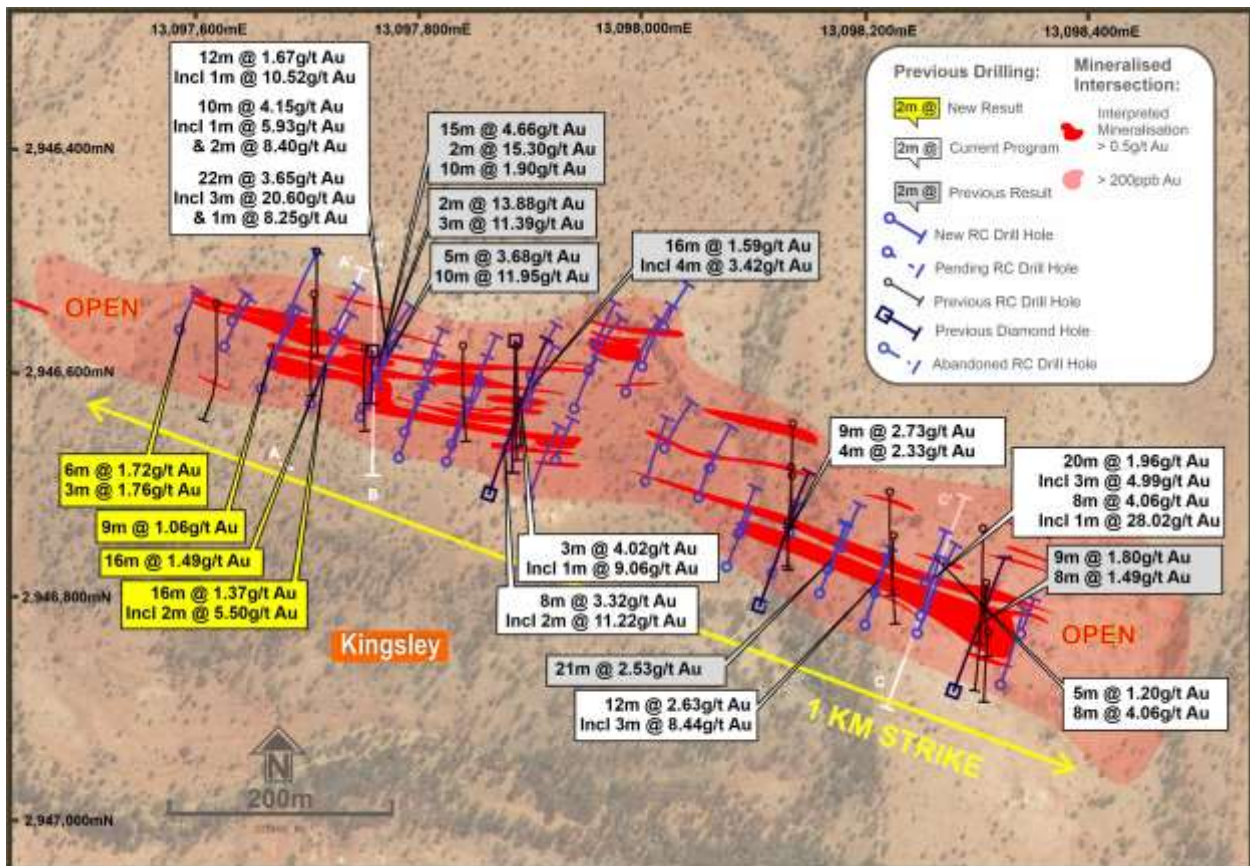 13,097,600mE
13,097,800mE
13,098,000mE
13,098,200mE
13,098,400mE
2,946,400mN
2,946,600mN
2,946,800mN
2,947,000mN
12m @ 1.67g/t Au
Incl 1m @ 10.52g/t Au
10m @ 4.15g/t Au
Incl 1m @ 5.93g/t Au
& 2m @ 8.40g/t Au
22m @ 3.65g/t Au
Incl 3m @ 20.60g/t Au
& 1m @ 8.25g/t Au
15m @ 4.66g/t Au
2m @ 15.30g/t Au
10m @ 1.90g/t Au
2m @ 13.88g/t Au
3m @ 11.39g/t Au
5m @ 3.68g/t Au
10m @ 11.95g/t Au
16m @ 1.59g/t Au
Incl 4m @ 3.42g/t Au
Previous Drilling:
2m @ New Result
2m @ Current Program
2m @ Previous Result
New RC Drill Hole
Pending RC Drill Hole
Previous RC Drill Hole
Previous Diamond Hole
Abandoned RC Drill Hole
Mineralised
Intersection:
Interpreted
Mineralisation
> 0.5g/t Au
> 200ppb Au
OPEN
A'
A
B
6m @ 1.72g/t Au
3m @ 1.76g/t Au
9m @ 1.06g/t Au
16m @ 1.49g/t Au
16m @ 1.37g/t Au
Incl 2m @ 5.50g/t Au
3m @ 4.02g/t Au
Incl 1m @ 9.06g/t Au
8m @ 3.32g/t Au
Incl 2m @ 11.22g/t Au
9m @ 2.73g/t Au
4m @ 2.33g/t Au
20m @ 1.96g/t Au
Incl 3m @ 4.99g/t Au
8m @ 4.06g/t Au
Incl 1m @ 28.02g/t Au
9m @ 1.80g/t Au
8m @ 1.49g/t Au
C'
C
OPEN
21m @ 2.53g/t Au
12m @ 2.63g/t Au
Incl 3m @ 8.44g/t Au
5m @ 1.20g/t Au
8m @ 4.06g/t Au
Kingsley
1 KM STRIKE
N
200m